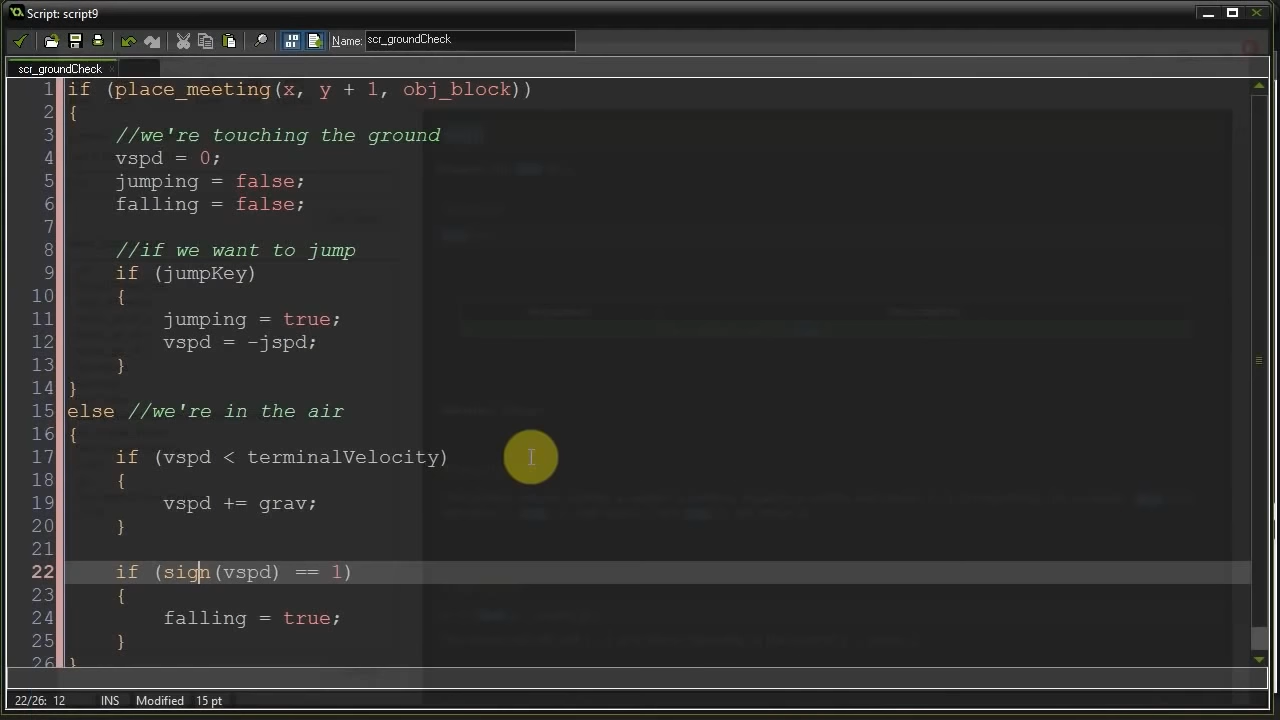 Script: script9
Name: scr_groundCheck
scr_groundCheck
1 if (place_meeting(x, y + 1, obj_block))
2 {
3 //we're touching the ground
4 vspd = 0;
5 jumping = false;
6 falling = false;
7
8 //if we want to jump
9 if (jumpKey)
10 {
11 jumping = true;
12 vspd = -jspd;
13 }
14 }
15 else //we're in the air
16 {
17 if (vspd < terminalVelocity)
18 {
19 vspd += grav;
20 }
21
22 if (sign(vspd) == 1)
23 {
24 falling = true;
25 }
26 }
22/26: 12 INS Modified 15 pt